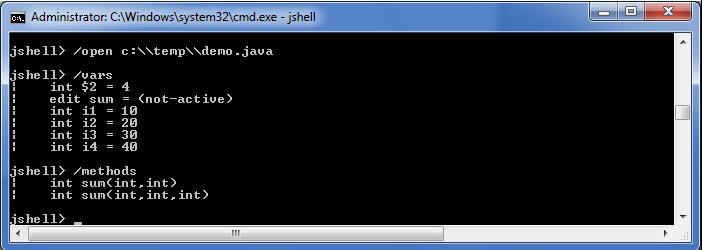 Administrator: C:\Windows\system32\cmd.exe - jshell
jshell> /open c:\\temp\\demo.java
jshell> /vars
¦    int $2 = 4
¦    edit sum = (not-active)
¦    int i1 = 10
¦    int i2 = 20
¦    int i3 = 30
¦    int i4 = 40
jshell> /methods
¦    int sum(int,int)
¦    int sum(int,int,int)
jshell> _